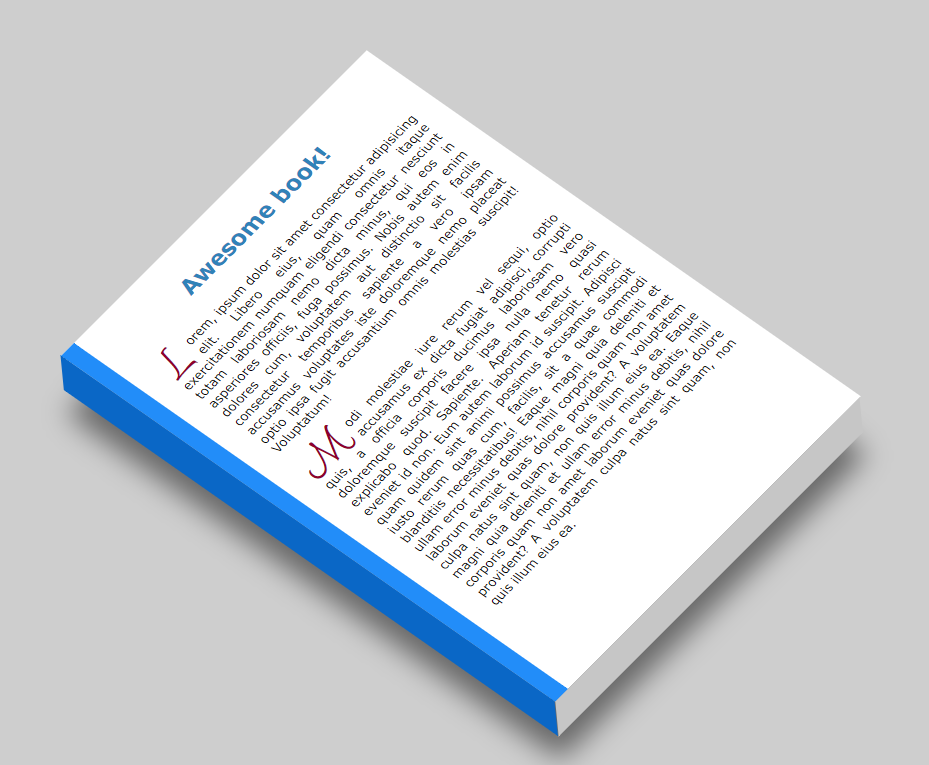 Awesome book!
Lorem, ipsum dolor sit amet consectetur adipisicing
elit. Libero eius, quam omnis itaque
exercitationem numquam eligendi consectetur nesciunt
totam laboriosam nemo dicta minus, qui eos in
asperiores officiis, fuga possimus. Nobis autem enim
dolores cum, voluptatem aut distinctio sit facilis
consectetur temporibus sapiente a vero ipsam
accusamus voluptates iste doloremque nemo placeat
optio ipsa fugit accusantium omnis molestias suscipit!
Voluptatum!
Modi molestiae iure rerum vel sequi, optio
accusamus ex dicta fugiat adipisci, corrupti
quis, a officia corporis ducimus laboriosam vero
doloremque suscipit facere ipsa nulla nemo quasi
explicabo quod. Sapiente. Aperiam tenetur rerum
eveniet id non. Eum autem laborum id suscipit. Adipisci
quam quidem sint animi possimus accusamus suscipit
iusto rerum quas cum, facilis, sit a quae commodi
blanditiis necessitatibus! Eaque magni quia deleniti et
ullam error minus debitis, nihil corporis quam non amet
laborum eveniet quas dolore provident? A voluptatem
culpa natus sint quam, non quis illum eius ea. Eaque
magni quia deleniti et ullam error minus debitis, nihil
corporis quam non amet laborum eveniet quas dolore
provident? A voluptatem culpa natus sint quam, non
quis illum eius ea.